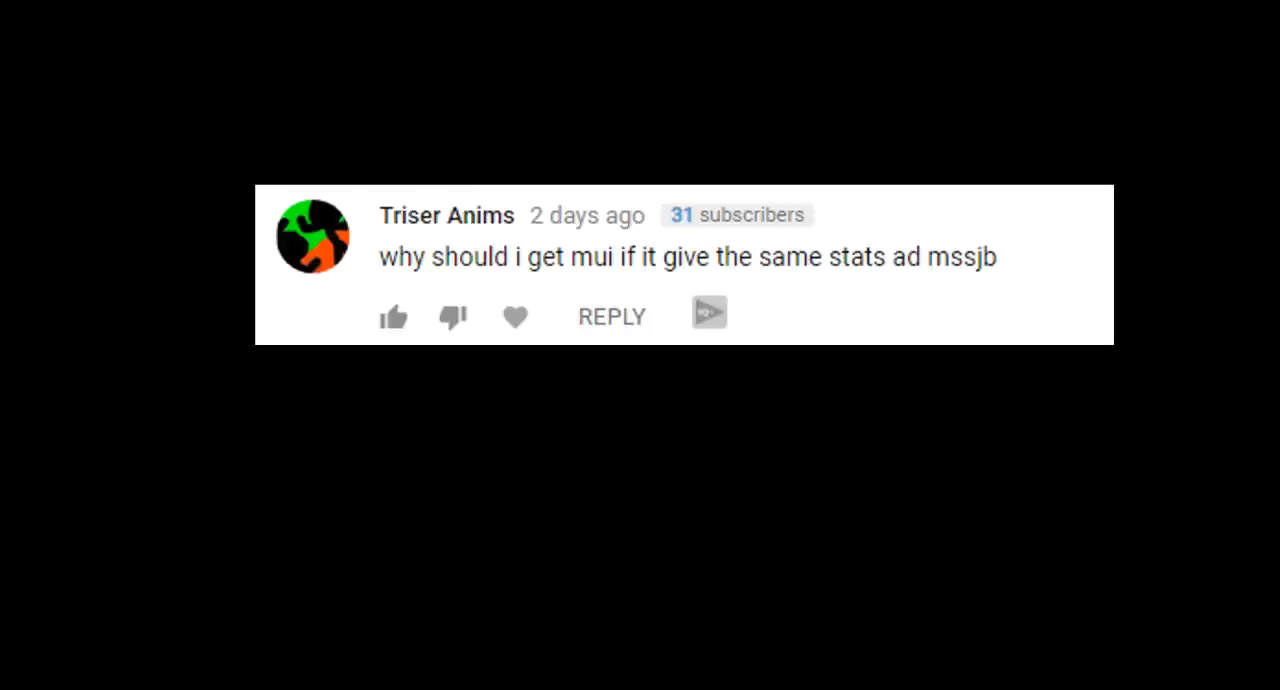 Triser Anims 2 days ago 31 subscribers
why should i get mui if it give the same stats ad mssjb
REPLY